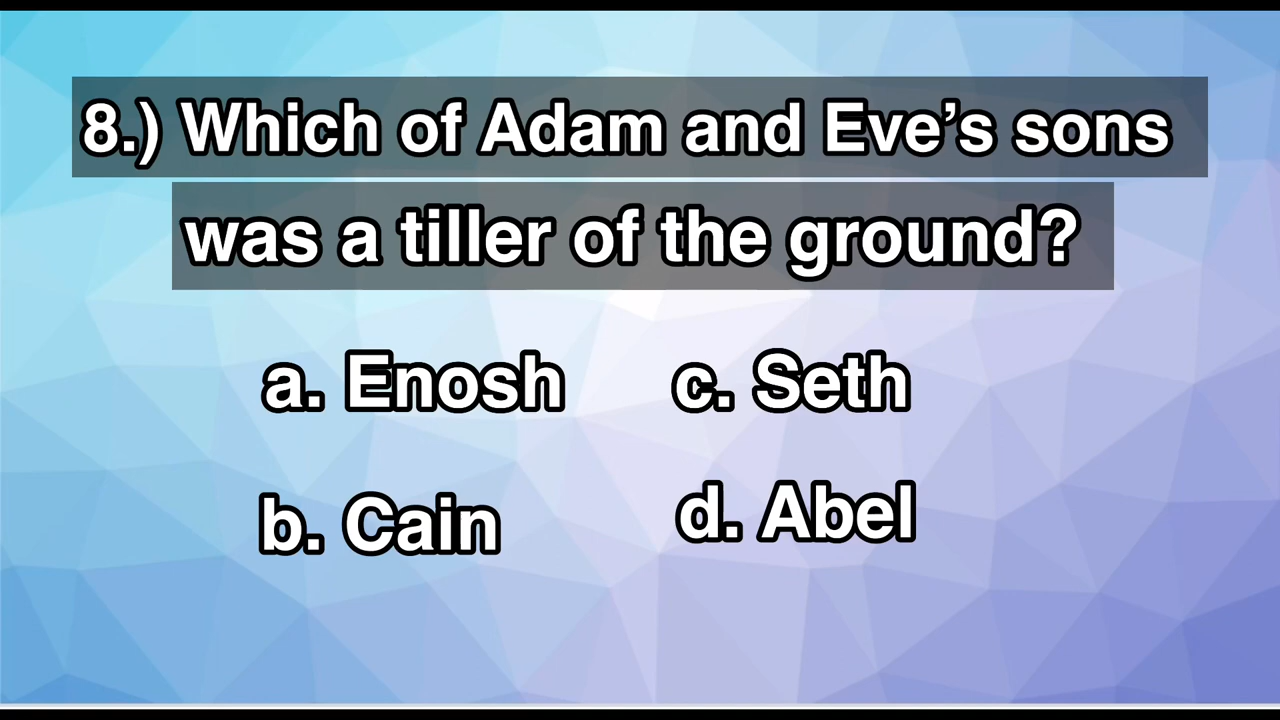 8.) Which of Adam and Eve’s sons
was a tiller of the ground?
a. Enosh
c. Seth
b. Cain
d. Abel